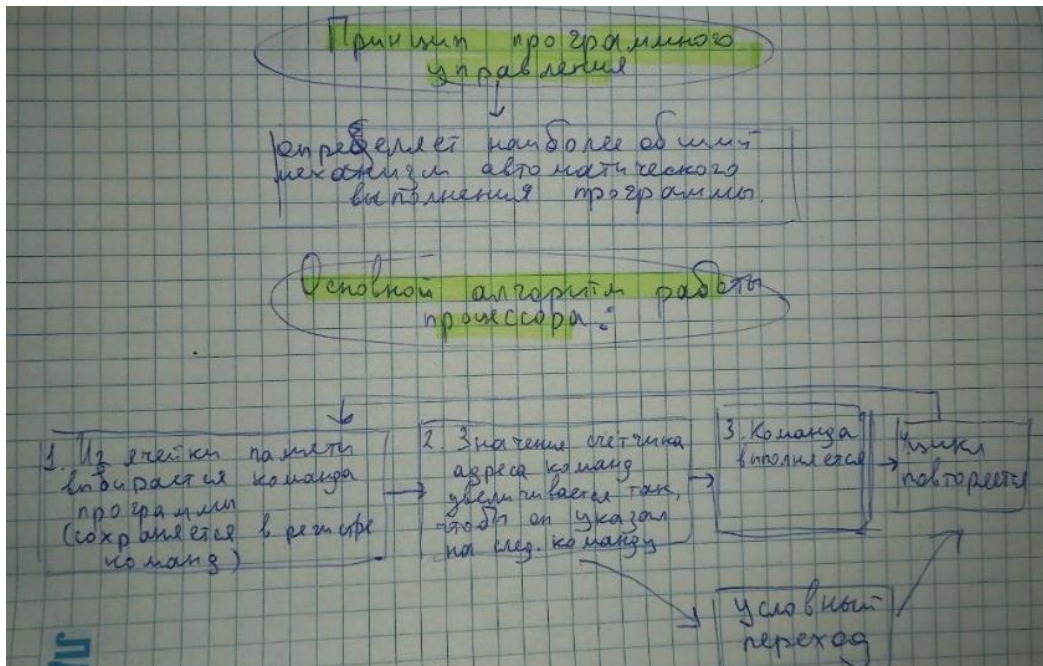 Принцип программного
управления
определяет наиболее общий
механизм автоматического
выполнения программы.
Основной алгоритм работы
процессора:
1. Из ячейки памяти
выбирается команда
программы
(сохраняется в регистре
команд)
2. Значения счётчика
адреса команд
увеличивается так,
чтобы он указал
на след. команду
3. Команда
выполняется
Цикл
повторяется
условный
переход